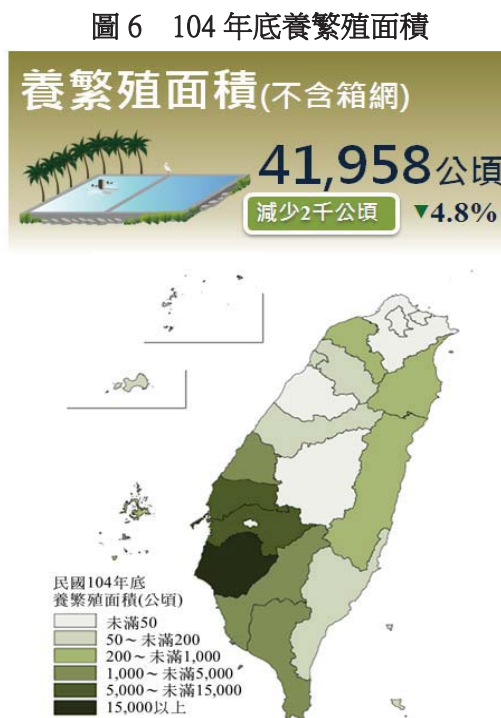 圖 6 104 年底養繁殖面積
養繁殖面積(不含箱網)
41,958公頃
減少2千公頃 ▼4.8%
民國104年底
養繁殖面積(公頃)
未滿50
50～未滿200
200～未滿1,000
1,000～未滿5,000
5,000～未滿15,000
15,000以上